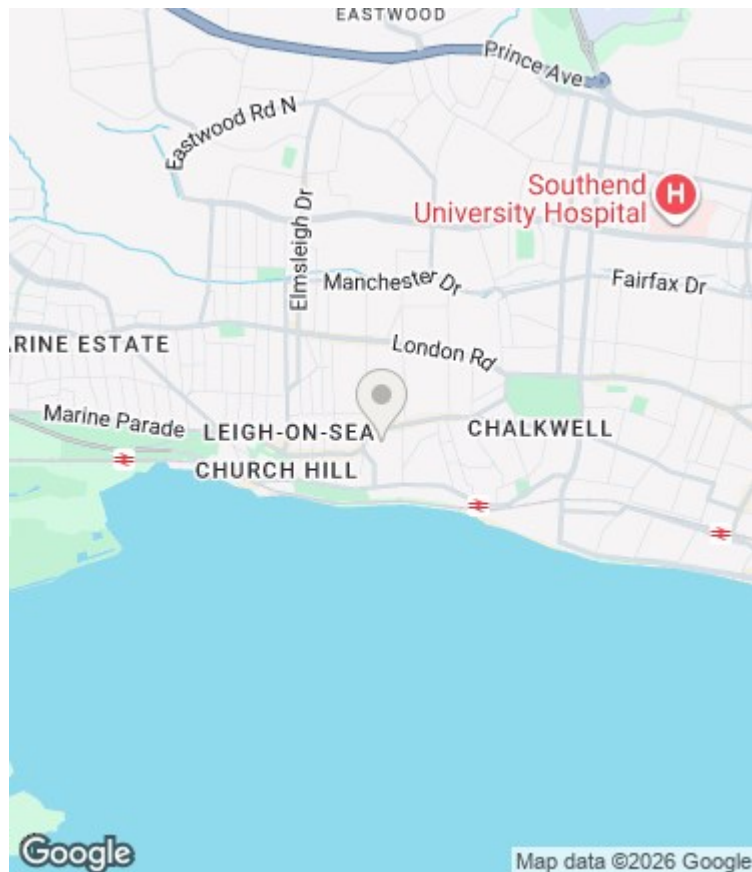 EASTWOOD
Prince Ave
Eastwood Rd N
Southend
University Hospital
H
Elmsleigh Dr
Manchester Dr
Fairfax Dr
London Rd
ARINE ESTATE
Marine Parade
LEIGH-ON-SEA
CHALKWELL
CHURCH HILL
Google
Map data ©2026 Google